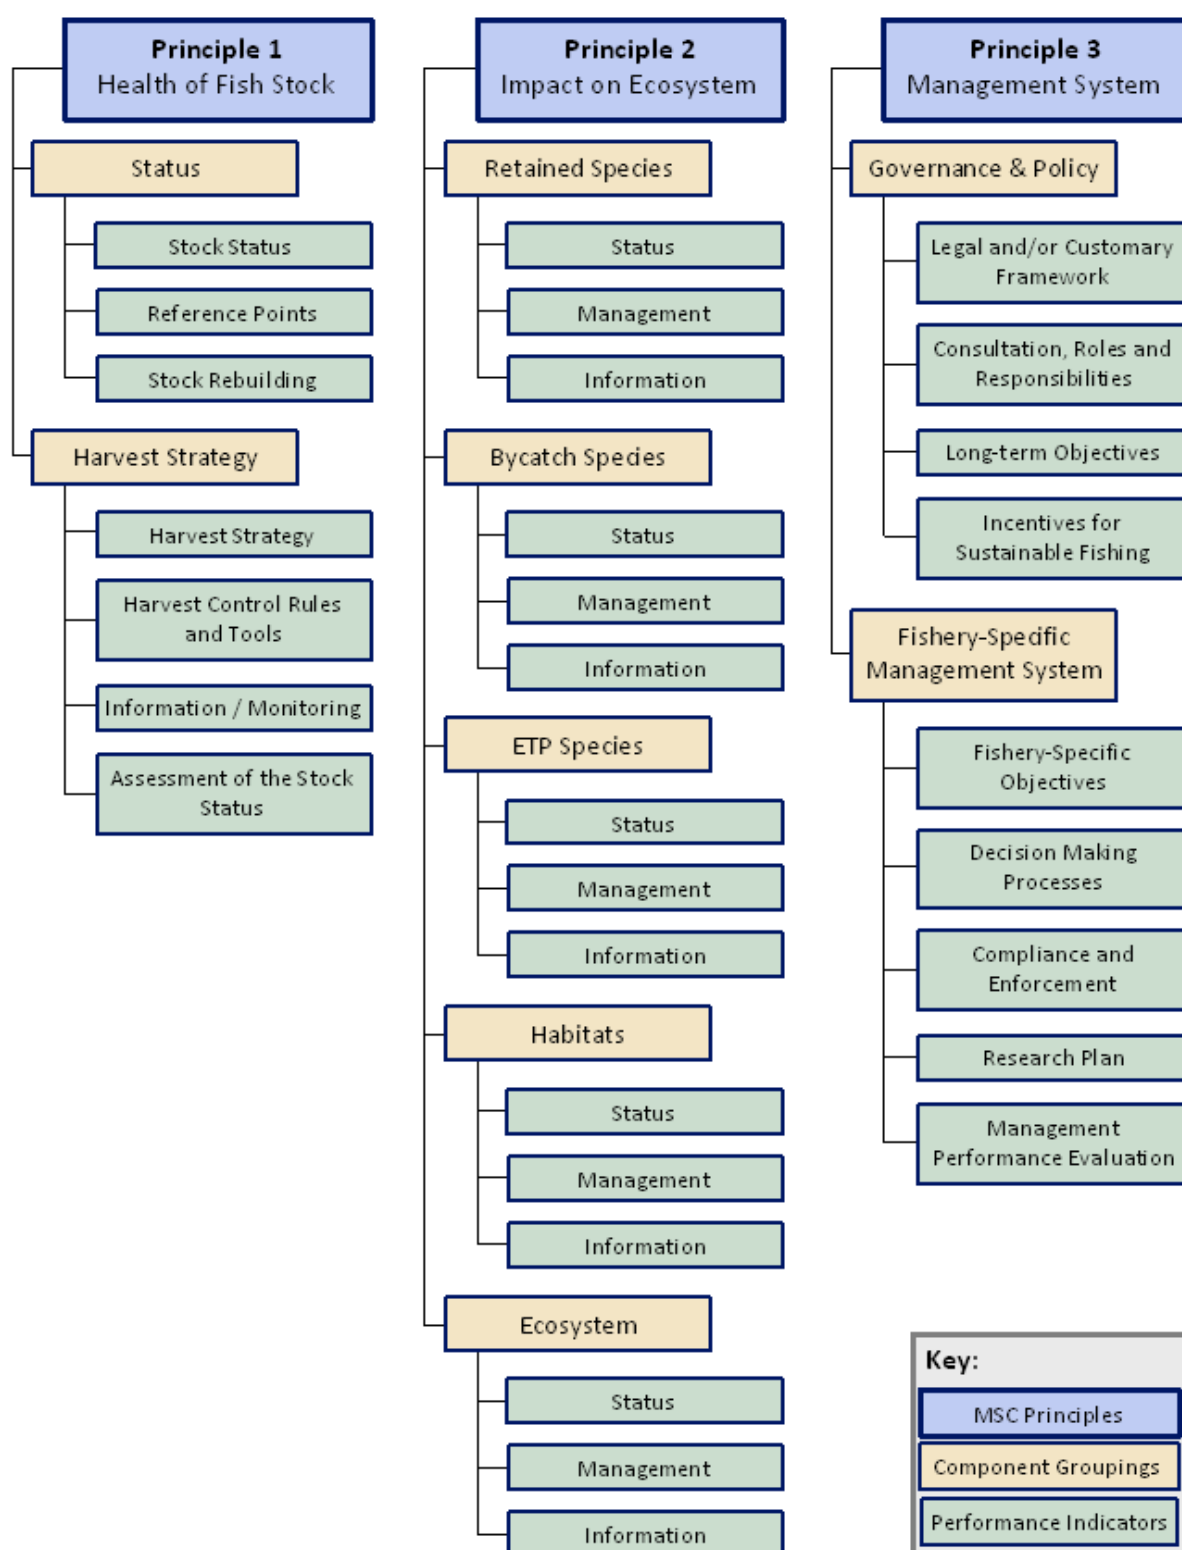 Principle 1
Health of Fish Stock
Status
Stock Status
Reference Points
Stock Rebuilding
Harvest Strategy
Harvest Strategy
Harvest Control Rules
and Tools
Information / Monitoring
Assessment of the Stock
Status
Principle 2
Impact on Ecosystem
Retained Species
Status
Management
Information
Bycatch Species
Status
Management
Information
ETP Species
Status
Management
Information
Habitats
Status
Management
Information
Ecosystem
Status
Management
Information
Principle 3
Management System
Governance & Policy
Legal and/or Customary
Framework
Consultation, Roles and
Responsibilities
Long-term Objectives
Incentives for
Sustainable Fishing
Fishery-Specific
Management System
Fishery-Specific
Objectives
Decision Making
Processes
Compliance and
Enforcement
Research Plan
Management
Performance Evaluation
Key:
MSC Principles
Component Groupings
Performance Indicators